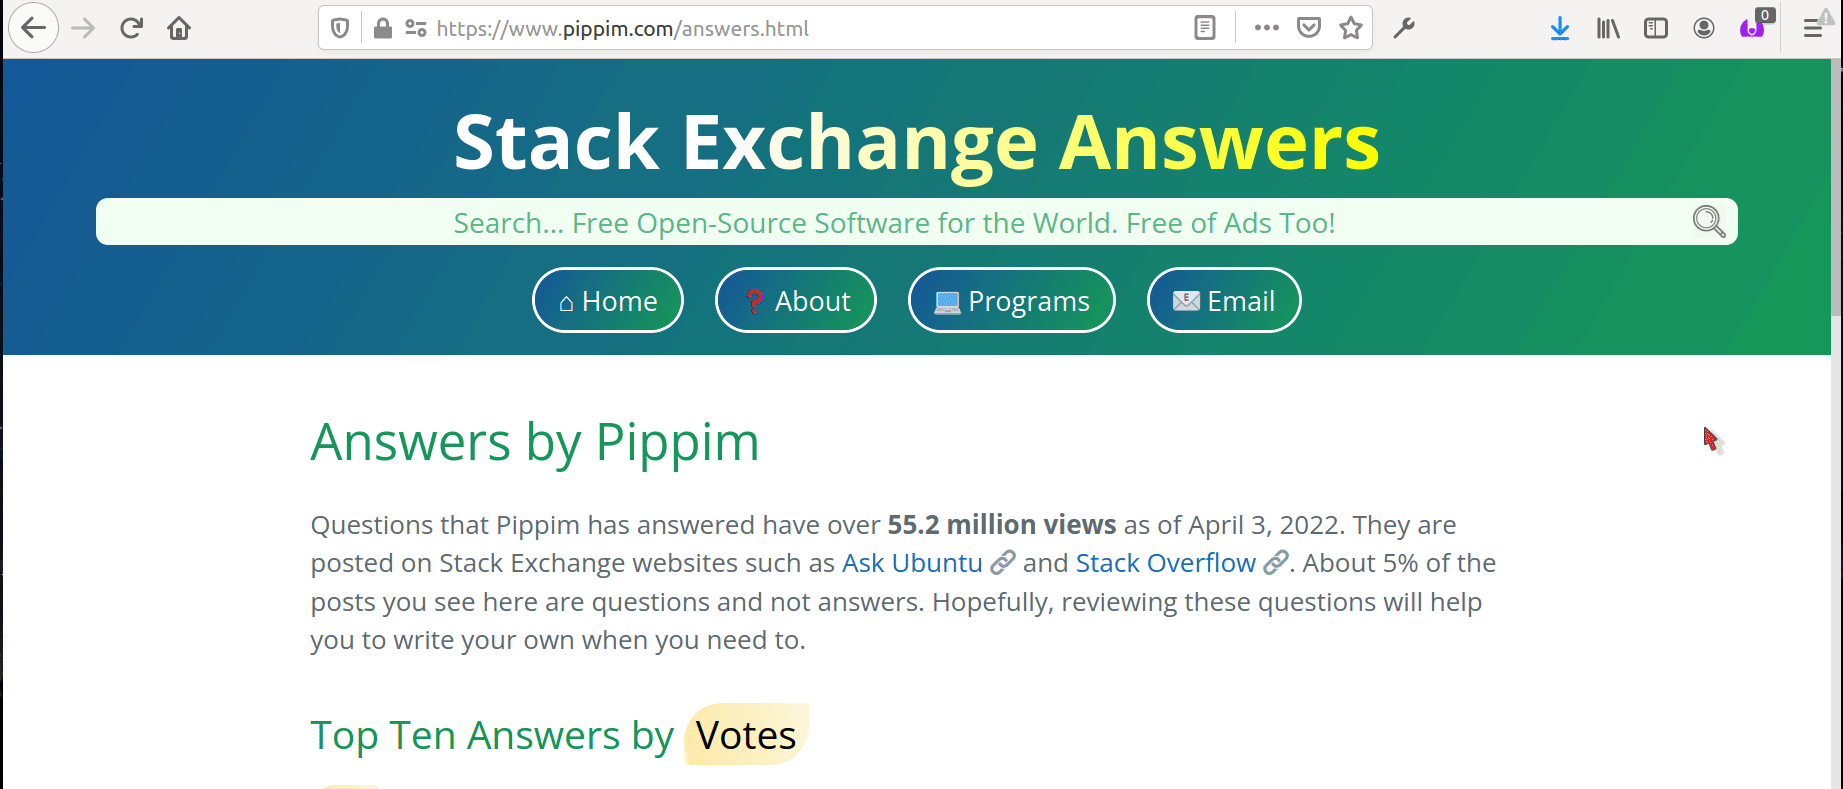 https://www.pippim.com/answers.html
0
Stack Exchange Answers
Search... Free Open-Source Software for the World. Free of Ads Too!
⌂ Home
❓ About
💻 Programs
📧 Email
Answers by Pippim
Questions that Pippim has answered have over 55.2 million views as of April 3, 2022. They are
posted on Stack Exchange websites such as Ask Ubuntu 🔗 and Stack Overflow 🔗. About 5% of the
posts you see here are questions and not answers. Hopefully, reviewing these questions will help
you to write your own when you need to.
Top Ten Answers by Votes